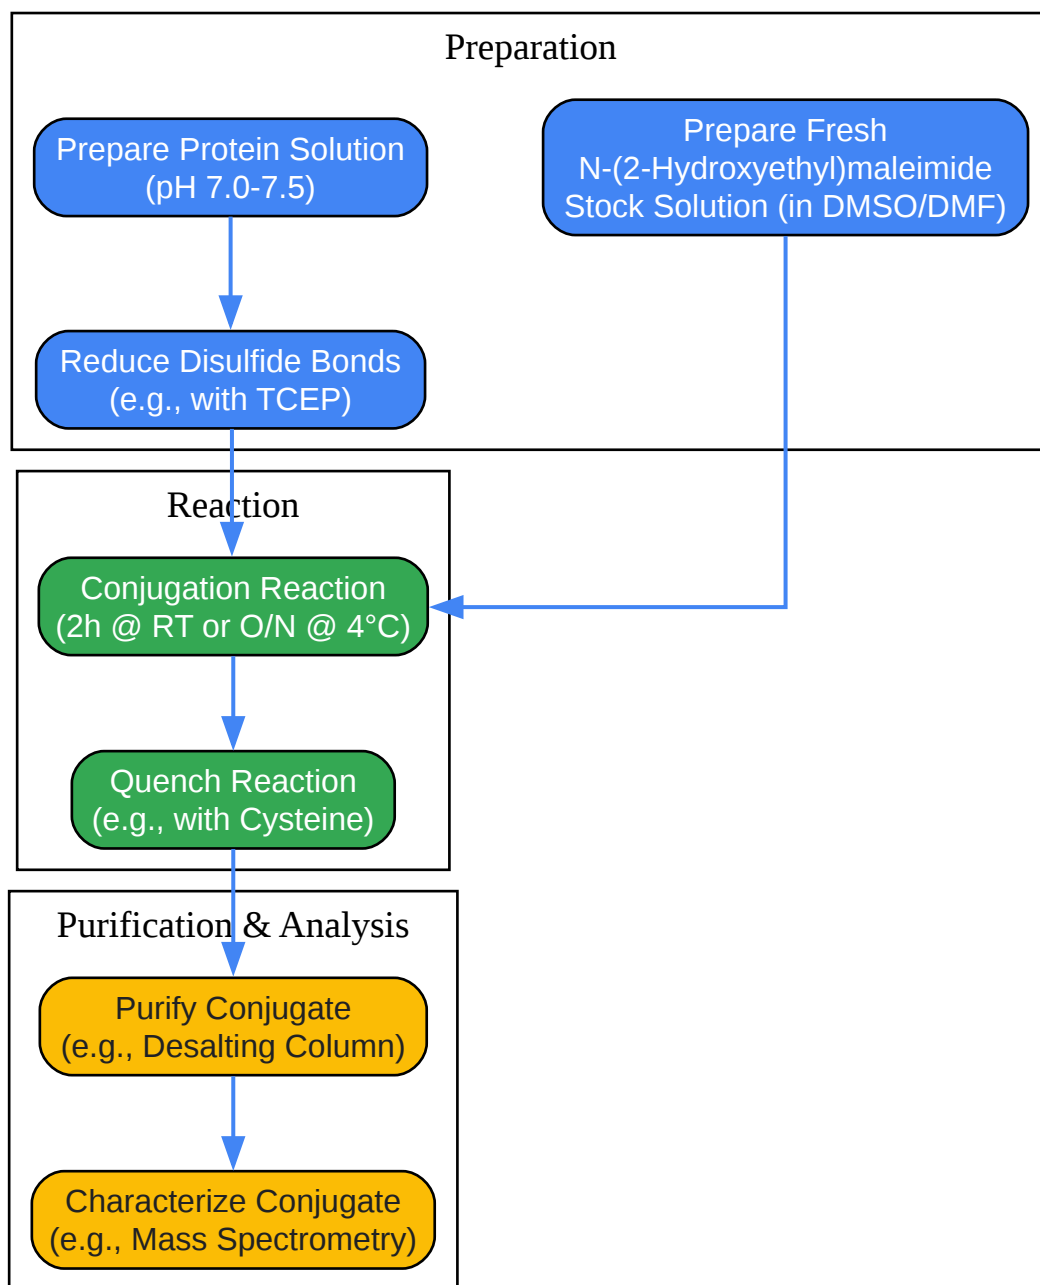 Preparation
Prepare Protein Solution
(pH 7.0-7.5)
Prepare Fresh
N-(2-Hydroxyethyl)maleimide
Stock Solution (in DMSO/DMF)
Reduce Disulfide Bonds
(e.g., with TCEP)
Reaction
Conjugation Reaction
(2h @ RT or O/N @ 4°C)
Quench Reaction
(e.g., with Cysteine)
Purification & Analysis
Purify Conjugate
(e.g., Desalting Column)
Characterize Conjugate
(e.g., Mass Spectrometry)